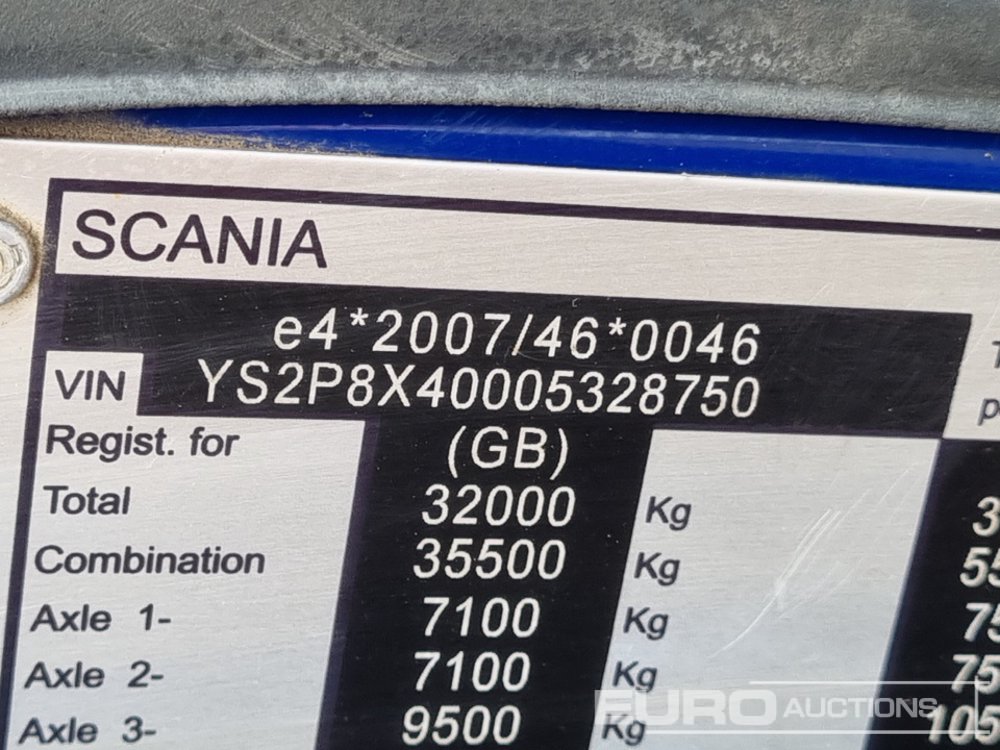 SCANIA
e4*2007/46*0046
VIN YS2P8X40005328750
Regist. for (GB)
Total 32000 Kg
Combination 35500 Kg
Axle 1- 7100 Kg
Axle 2- 7100 Kg
Axle 3- 9500 Kg
EURO AUCTIONS